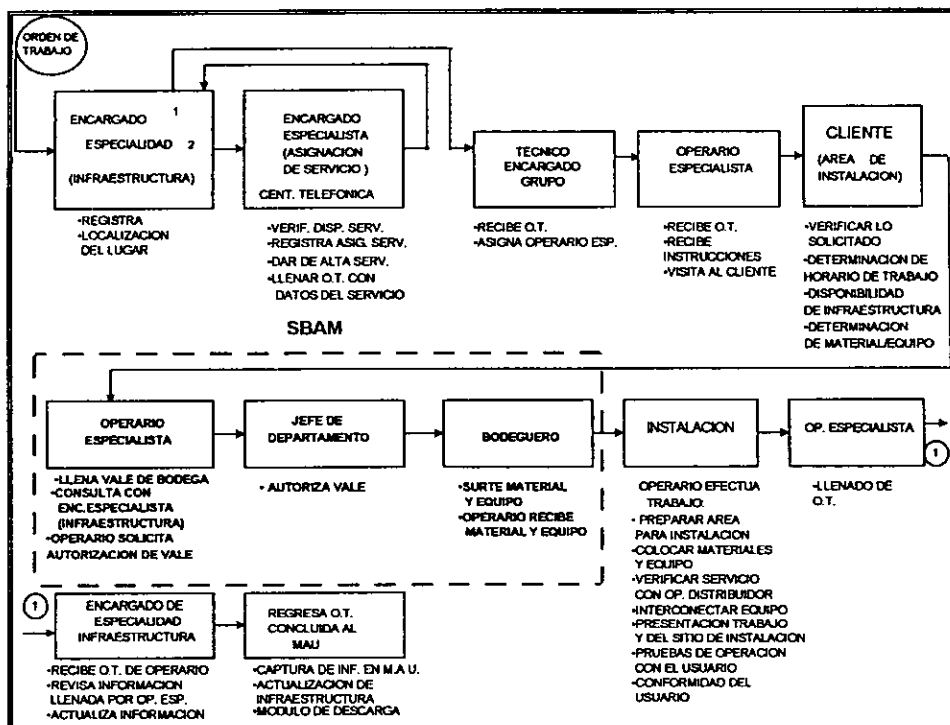 ORDEN DE
TRABAJO
ENCARGADO 1
ESPECIALIDAD 2
(INFRAESTRUCTURA)
•REGISTRA
•LOCALIZACION
DEL LUGAR
ENCARGADO
ESPECIALISTA
(ASIGNACION
DE SERVICIO)
CENT. TELEFONICA
•VERIF. DISP. SERV.
•REGISTRA ASIG. SERV.
•DAR DE ALTA SERV.
•LLENAR O.T. CON
DATOS DEL SERVICIO
TECNICO
ENCARGADO
GRUPO
•RECIBE O.T.
•ASIGNA OPERARIO ESP.
OPERARIO
ESPECIALISTA
•RECIBE O.T.
•RECIBE
INSTRUCCIONES
•VISITA AL CLIENTE
CLIENTE
(AREA DE
INSTALACION)
•VERIFICAR LO
SOLICITADO
•DETERMINACION DE
HORARIO DE TRABAJO
•DISPONIBILIDAD
DE INFRAESTRUCTURA
•DETERMINACION
DE MATERIAL/EQUIPO
SBAM
OPERARIO
ESPECIALISTA
•LLENA VALE DE BODEGA
•CONSULTA CON
ENC.ESPECIALISTA
(INFRAESTRUCTURA)
•OPERARIO SOLICITA
AUTORIZACION DE VALE
JEFE DE
DEPARTAMENTO
• AUTORIZA VALE
BODEGUERO
•SURTE MATERIAL
Y EQUIPO
•OPERARIO RECIBE
MATERIAL Y EQUIPO
INSTALACION
OPERARIO EFECTUA
TRABAJO:
• PREPARAR AREA
PARA INSTALACION
•COLOCAR MATERIALES
Y EQUIPO
•VERIFICAR SERVICIO
CON OP. DISTRIBUIDOR
•INTERCONECTAR EQUIPO
•PRESENTACION TRABAJO
Y DEL SITIO DE INSTALACION
•PRUEBAS DE OPERACION
CON EL USUARIO
•CONFORMIDAD DEL
USUARIO
OP. ESPECIALISTA
•LLENADO DE
O.T.
1
1
ENCARGADO DE
ESPECIALIDAD
INFRAESTRUCTURA
•RECIBE O.T. DE OPERARIO
•REVISA INFORMACION
LLENADA POR OP. ESP.
•ACTUALIZA INFORMACION
REGRESA O.T.
CONCLUIDA AL
MAU
•CAPTURA DE INF. EN M.A.U.
•ACTUALIZACION DE
INFRAESTRUCTURA
•MODULO DE DESCARGA